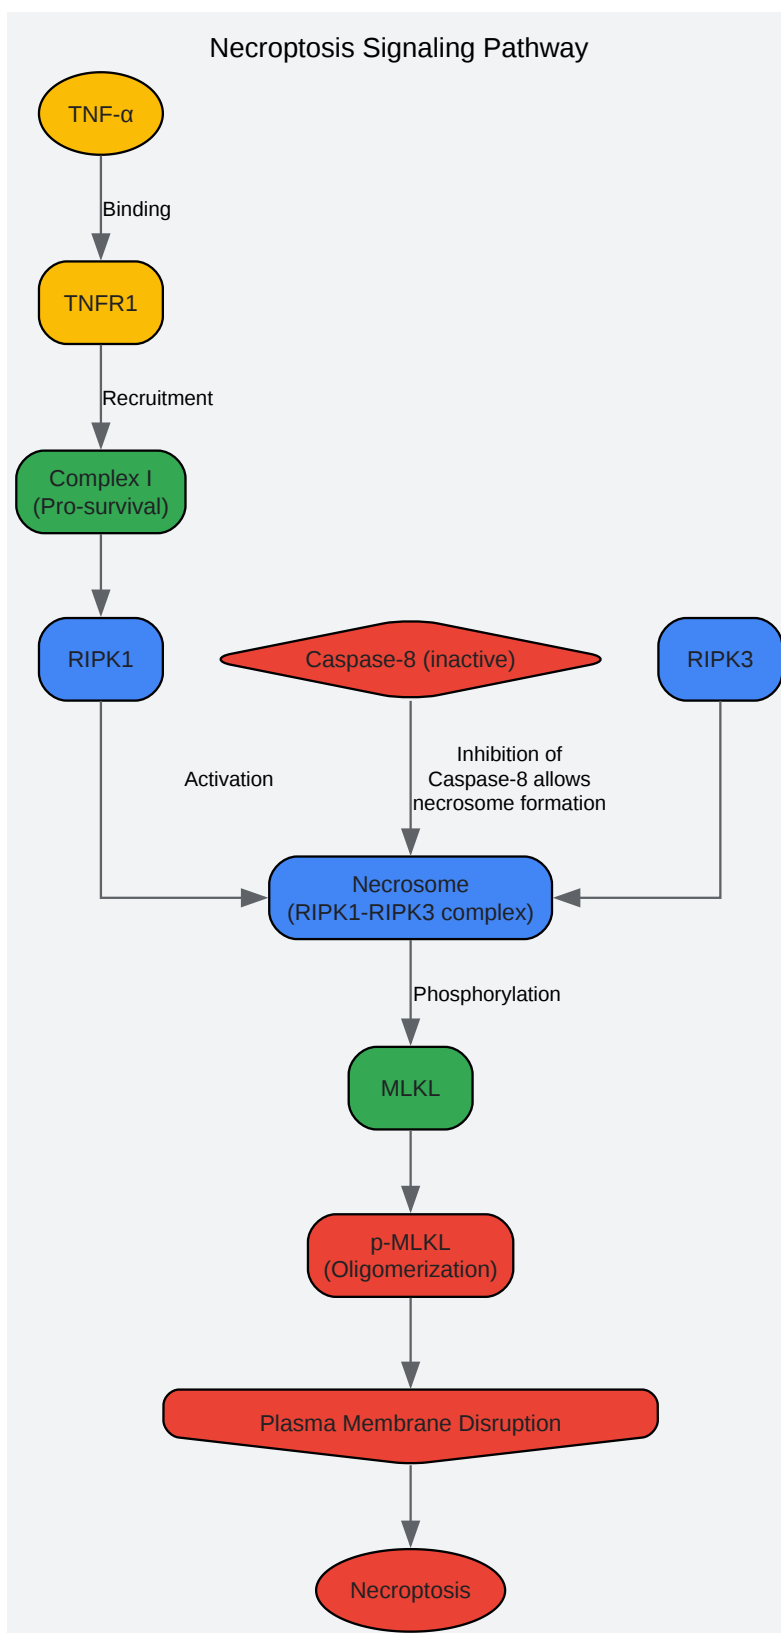 Necroptosis Signaling Pathway
TNF-α
Binding
TNFR1
Recruitment
Complex I
(Pro-survival)
RIPK1
Caspase-8 (inactive)
RIPK3
Activation
Inhibition of
Caspase-8 allows
necrosome formation
Necrosome
(RIPK1-RIPK3 complex)
Phosphorylation
MLKL
p-MLKL
(Oligomerization)
Plasma Membrane Disruption
Necroptosis